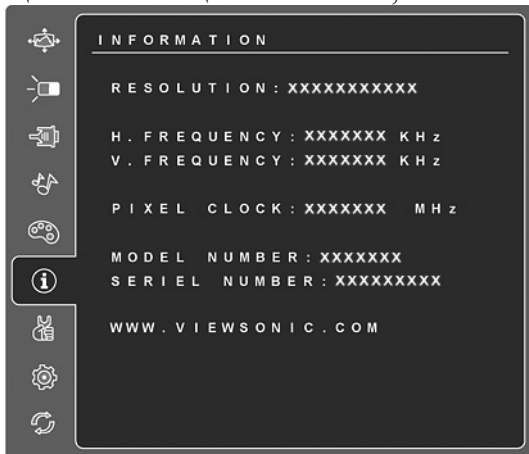 INFORMATION
RESOLUTION: XXXXXXXXXXX
H. FREQUENCY: XXXXXXX KHz
V. FREQUENCY: XXXXXXX KHz
PIXEL CLOCK: XXXXXXX MHz
MODEL NUMBER: XXXXXXX
SERIEL NUMBER: XXXXXXXXX
WWW.VIEWSONIC.COM